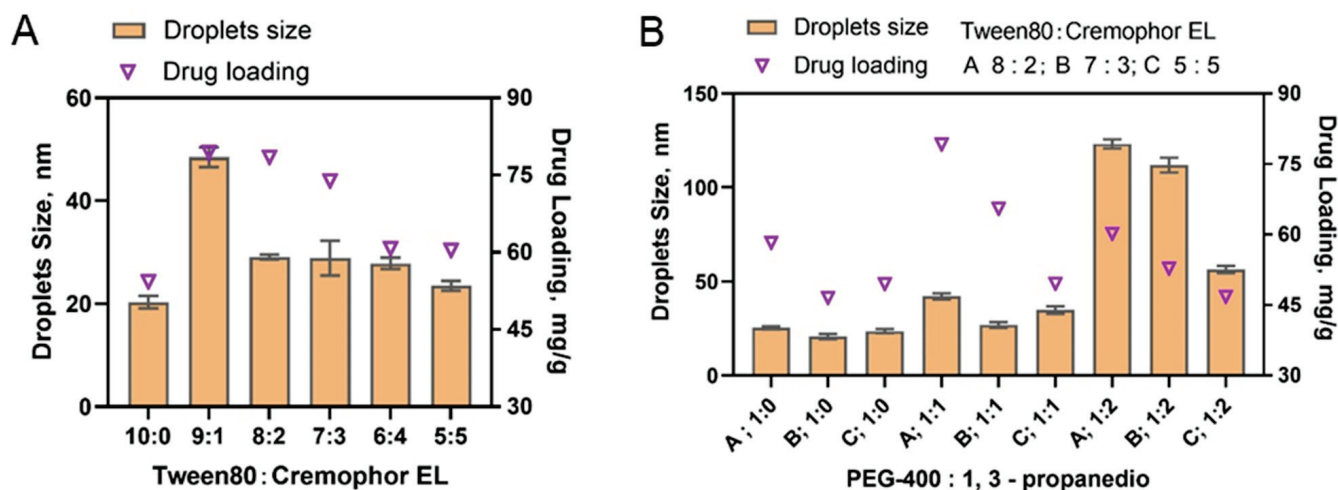 A
Droplets size
Drug loading
60
40
20
0
Droplets Size, nm
90
75
60
45
30
Drug Loading, mg/g
10:0 9:1 8:2 7:3 6:4 5:5
Tween80:Cremophor EL
B
Droplets size Tween80:Cremophor EL
Drug loading A 8:2; B 7:3; C 5:5
150
100
50
0
Droplets Size, nm
90
75
60
45
30
Drug Loading, mg/g
A; 1:0 B; 1:0 C; 1:0 A; 1:1 B; 1:1 C; 1:1 A; 1:2 B; 1:2 C; 1:2
PEG-400 : 1, 3 - propanedio